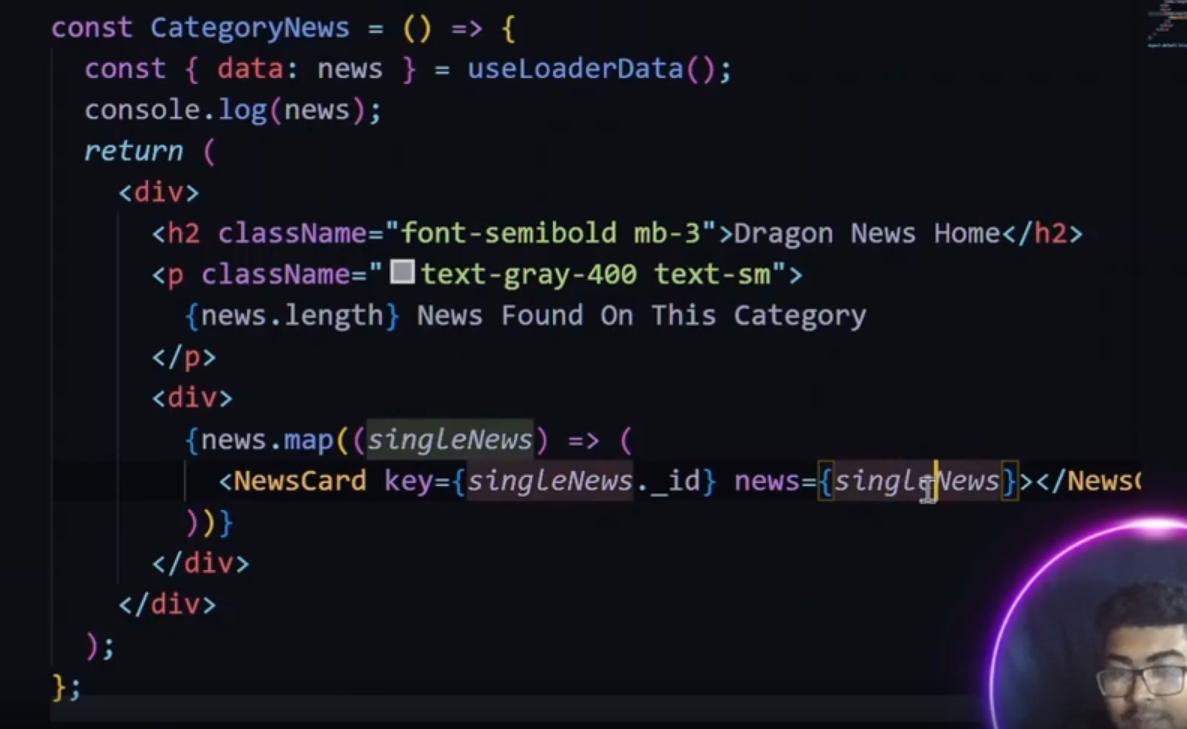 const CategoryNews = () => {
const { data: news } = useLoaderData();
console.log(news);
return (
<div>
<h2 className="font-semibold mb-3">Dragon News Home</h2>
<p className="text-gray-400 text-sm">
{news.length} News Found On This Category
</p>
<div>
{news.map((singleNews) => (
<NewsCard key={singleNews._id} news={singleNews}></NewsC
))}
</div>
</div>
);
};